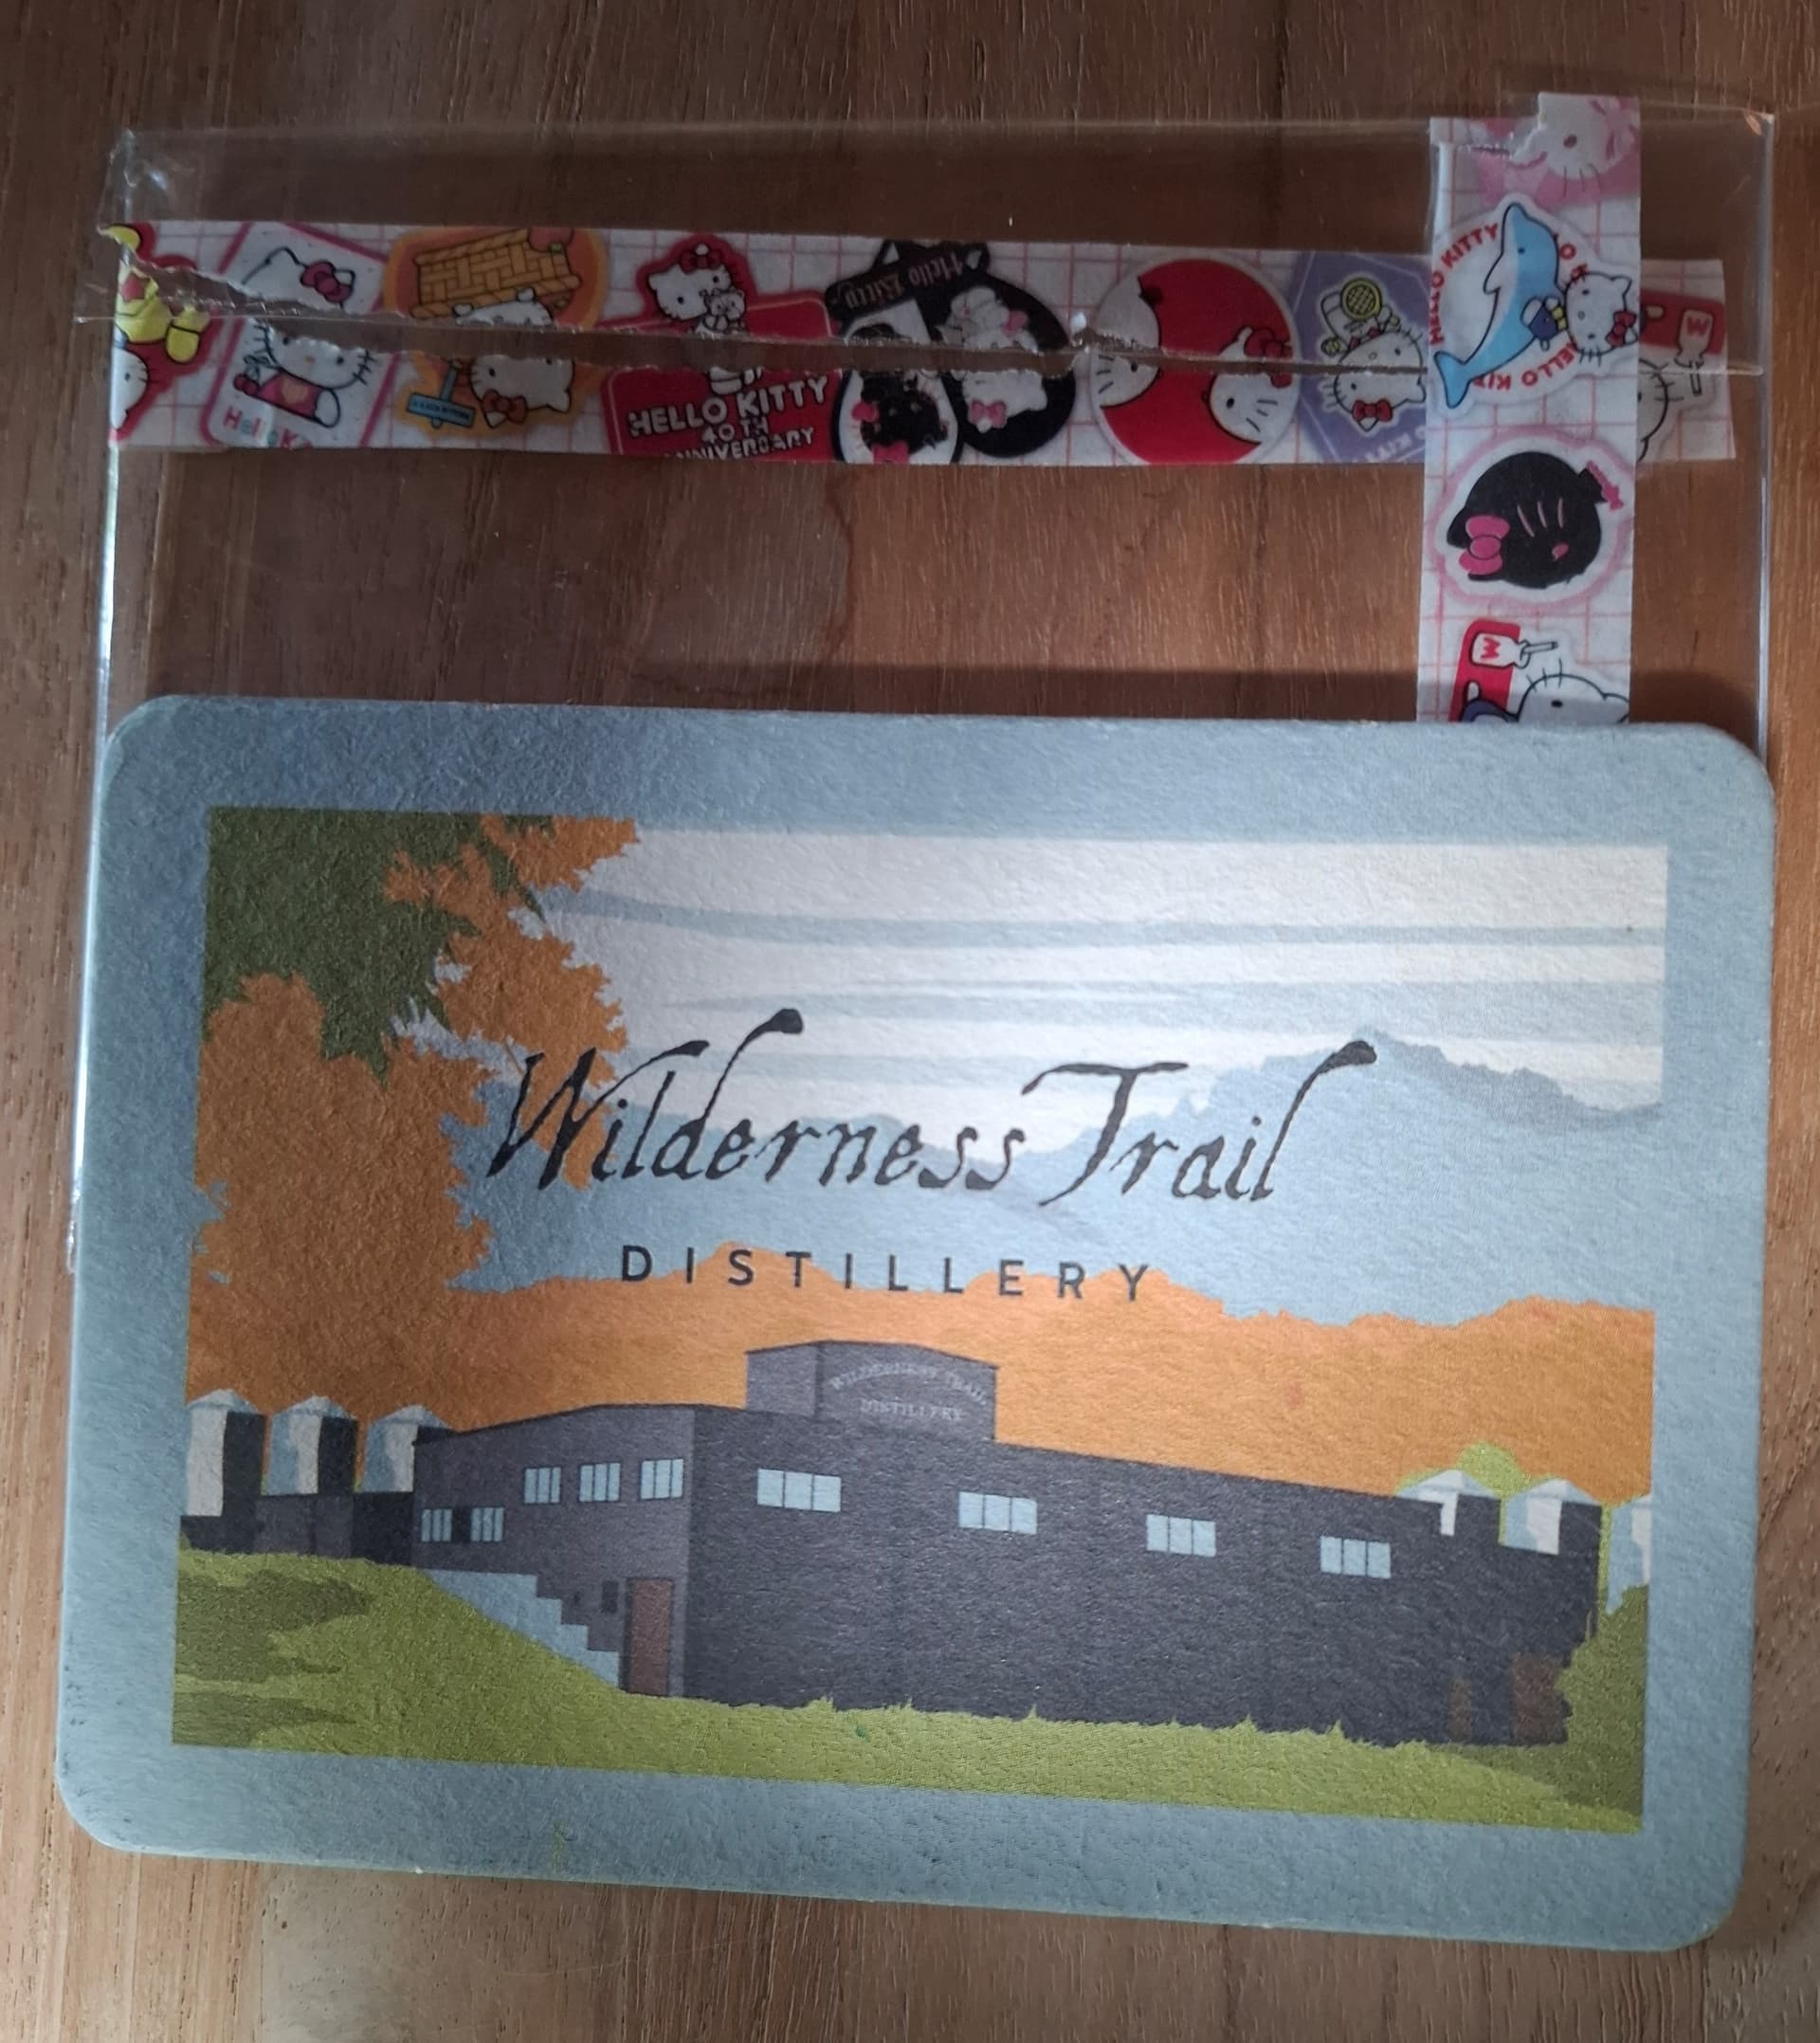 Hello Kitty
HELLO KITTY
HELLO KITTY
40TH
ANNIVERSARY
W
W
Wilderness Trail
DISTILLERY
WILDERNESS TRAIL
DISTILLERY